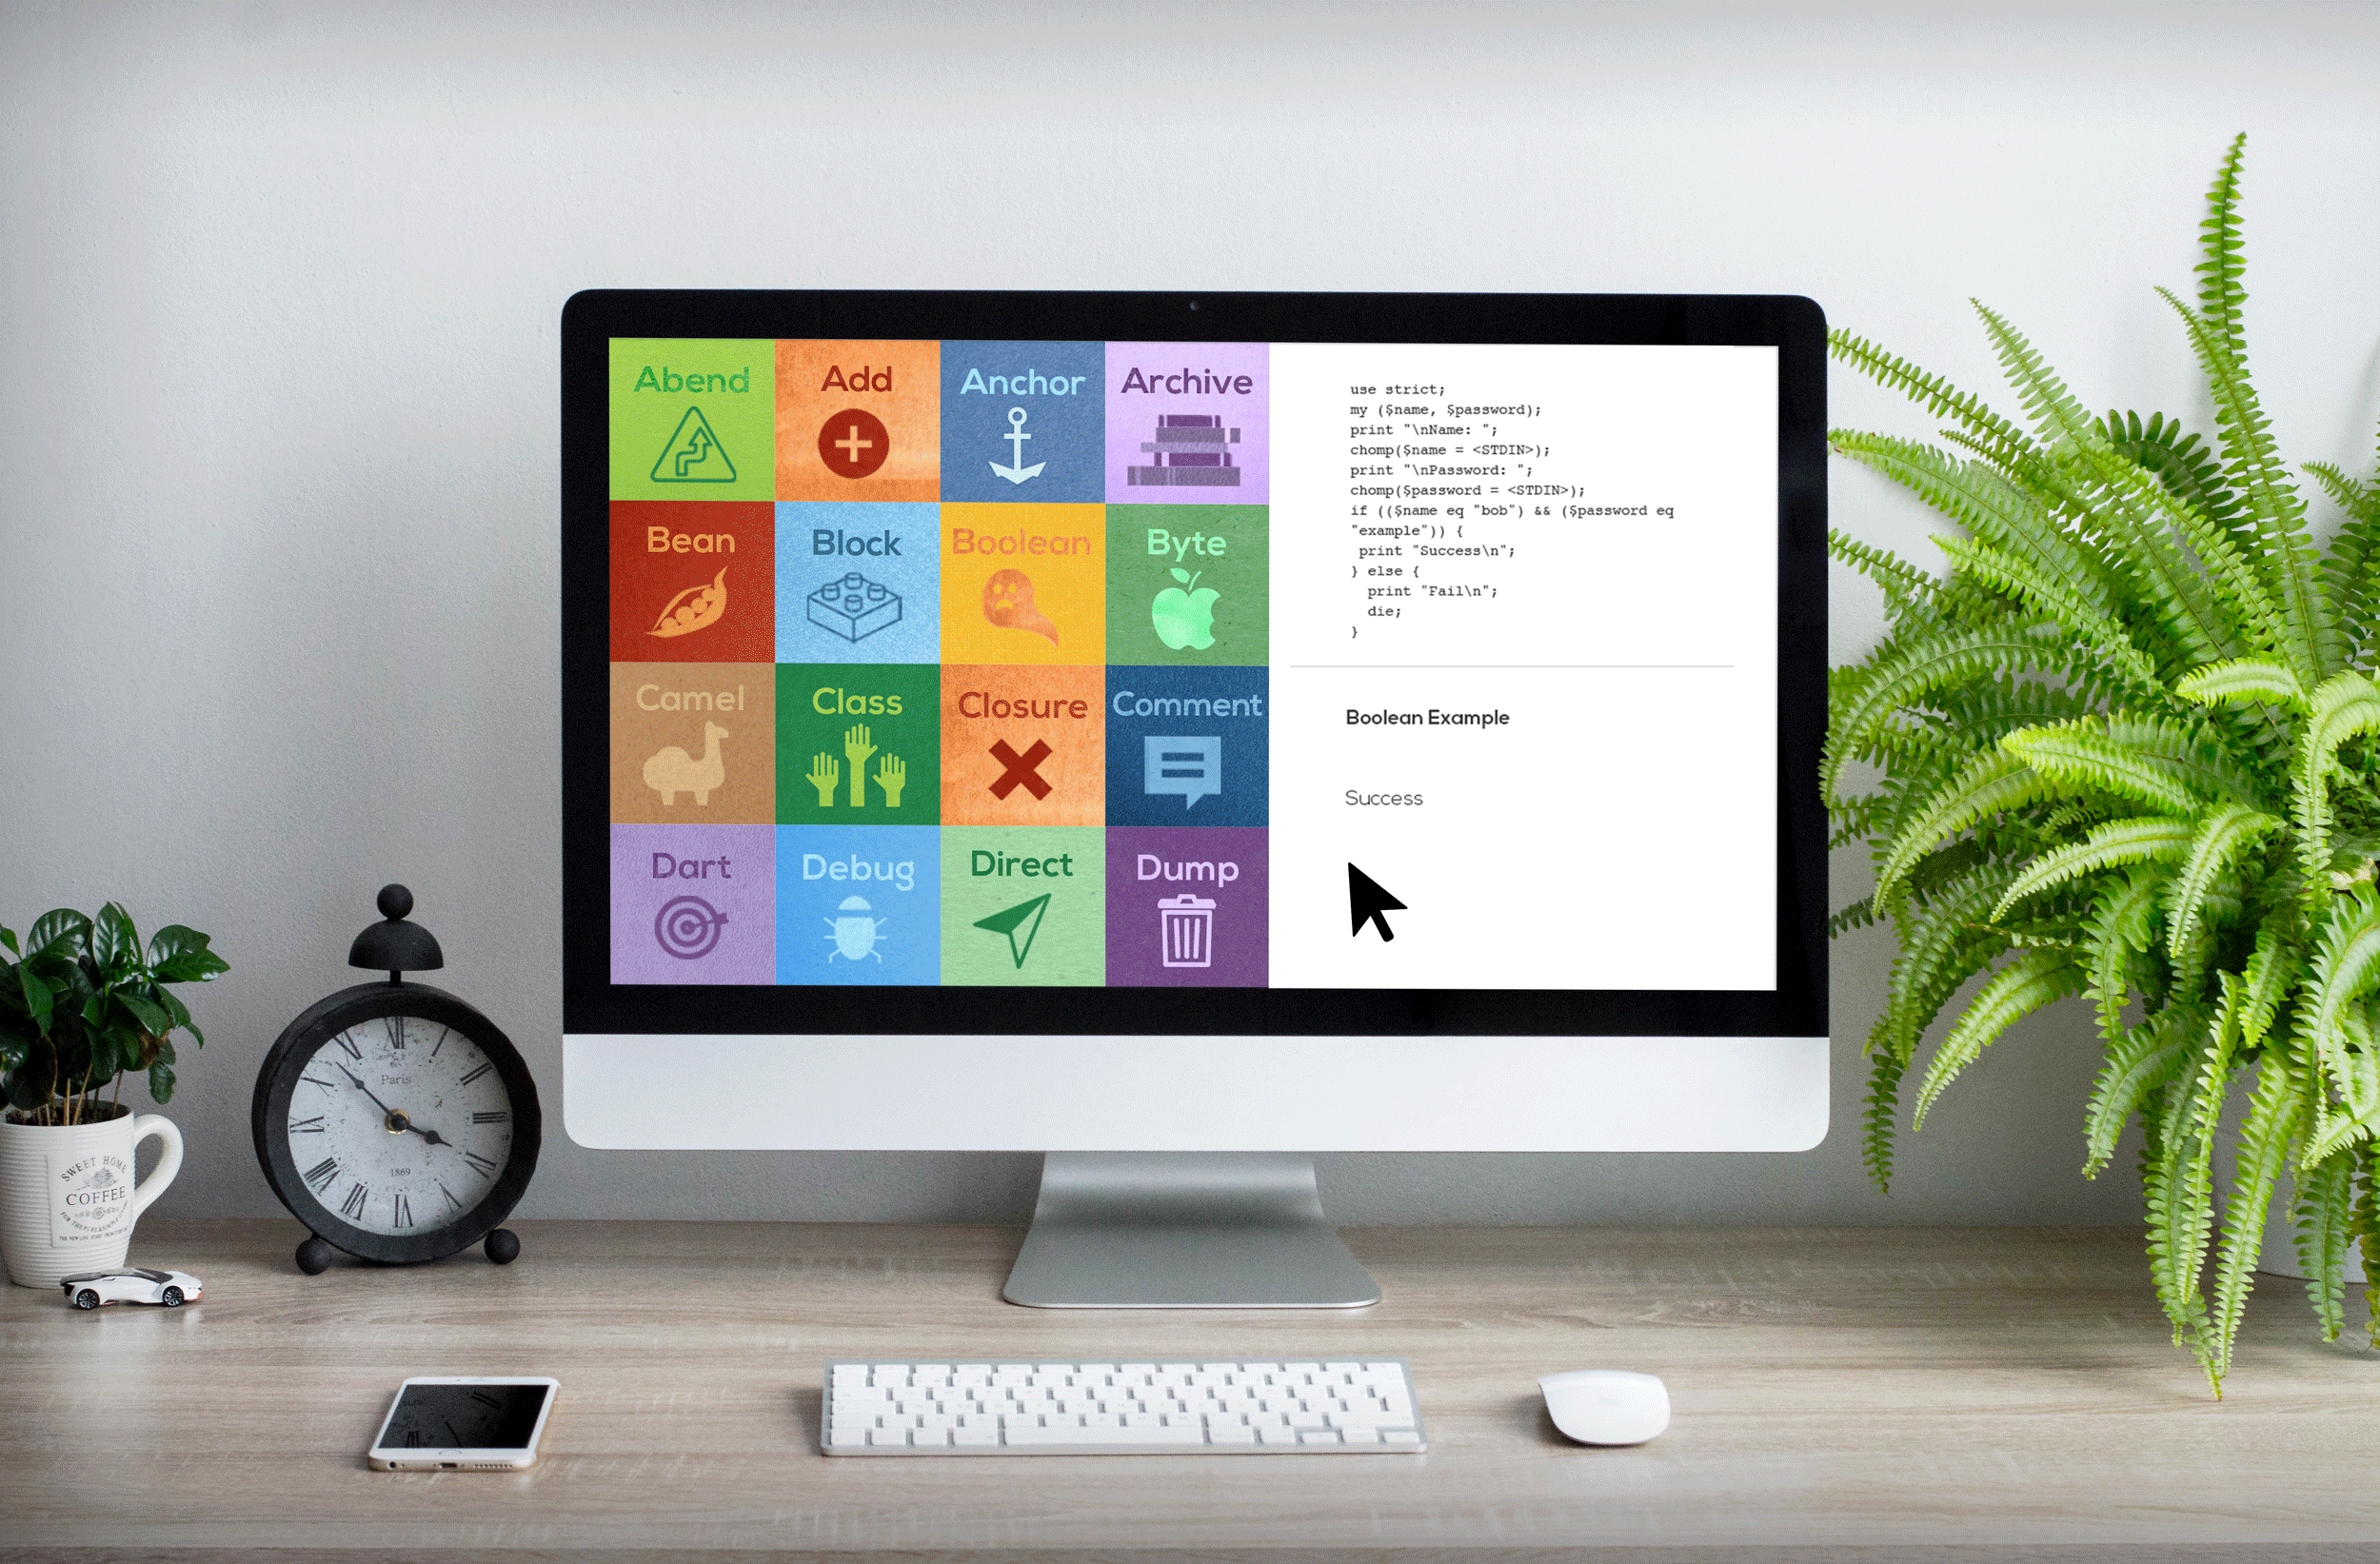 Abend
Add
Anchor
Archive
Bean
Block
Boolean
Byte
Camel
Class
Closure
Comment
Dart
Debug
Direct
Dump
use strict;
my ($name, $password);
print "\nName: ";
chomp($name = <STDIN>);
print "\nPassword: ";
chomp($password = <STDIN>);
if (($name eq "bob") && ($password eq
"example")) {
print "Success\n";
} else {
print "Fail\n";
die;
}
Boolean Example
Success
Paris
1869
SWEET HOME
COFFEE